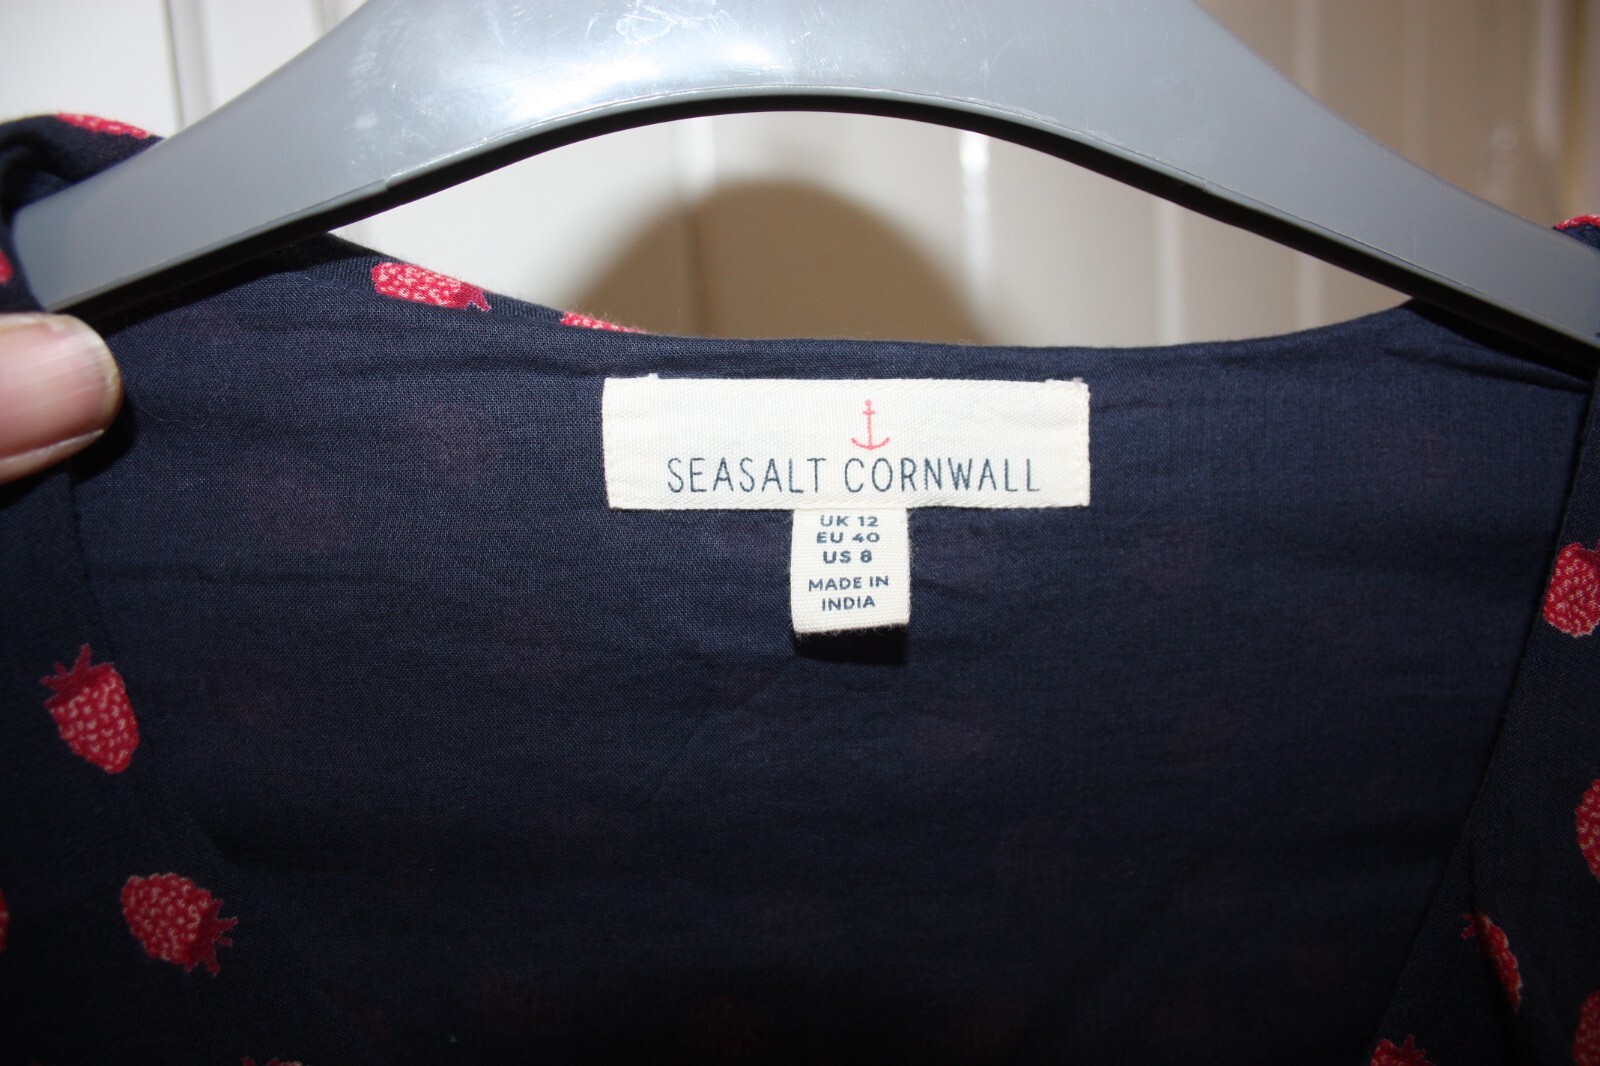 SEASALT CORNWALL
UK 12
EU 40
US 8
MADE IN
INDIA